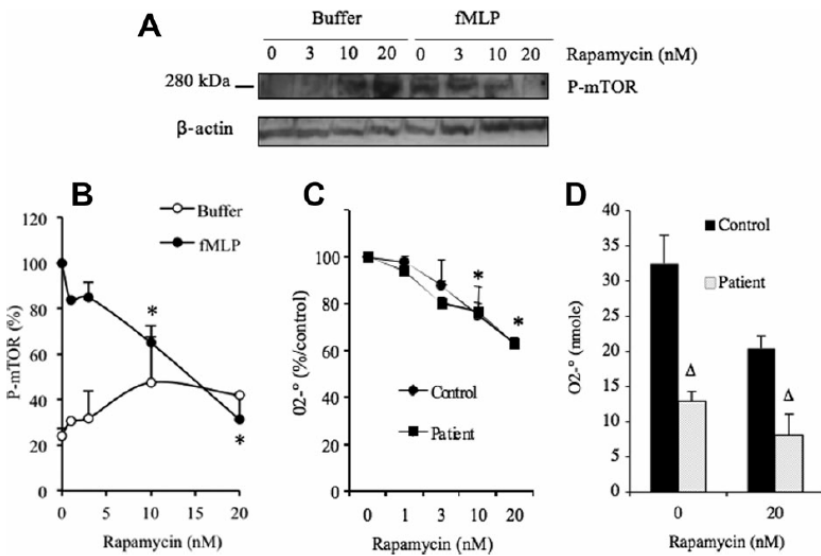 A
Buffer fMLP
0 3 10 20 0 3 10 20 Rapamycin (nM)
280 kDa P-mTOR
β-actin
B
Buffer
fMLP
P-mTOR (%)
120
100
80
60
40
20
0
*
*
0 5 10 15 20
Rapamycin (nM)
C
02-° (%/control)
100
80
60
40
20
0
*
*
Control
Patient
0 1 3 10 20
Rapamycin (nM)
D
O2-° (nmole)
40
35
30
25
20
15
10
5
0
Control
Patient
Δ
Δ
0 20
Rapamycin (nM)